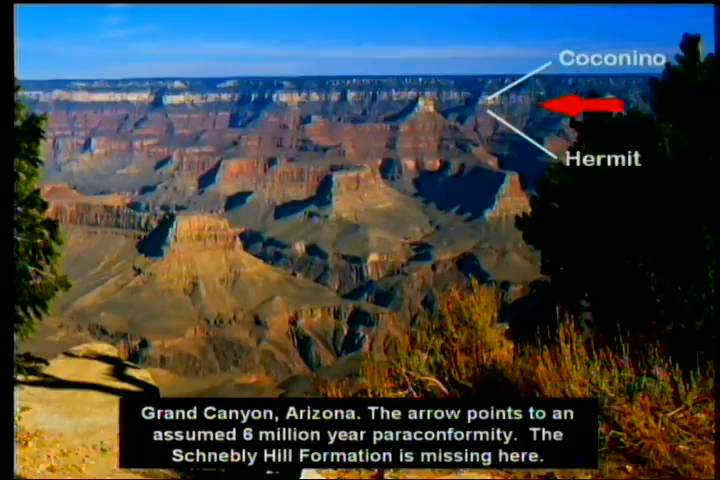 Coconino
Hermit
Grand Canyon, Arizona. The arrow points to an
assumed 6 million year paraconformity. The
Schnebly Hill Formation is missing here.